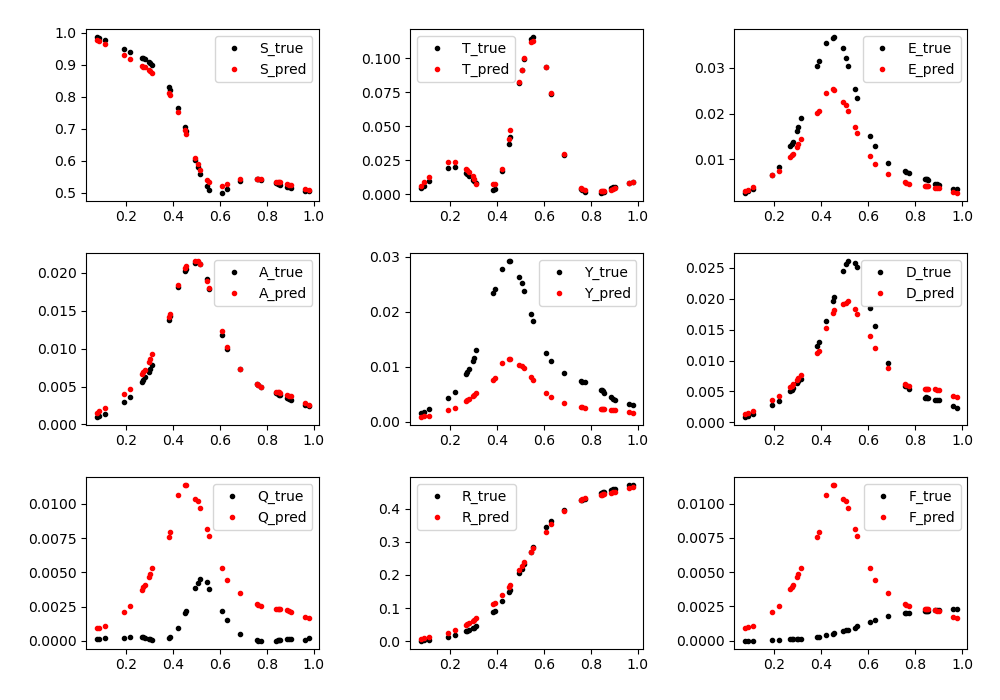 1.0
0.9
0.8
0.7
0.6
0.5
0.2 0.4 0.6 0.8 1.0
S_true
S_pred
0.100
0.075
0.050
0.025
0.000
0.2 0.4 0.6 0.8 1.0
T_true
T_pred
0.03
0.02
0.01
0.2 0.4 0.6 0.8 1.0
E_true
E_pred
0.020
0.015
0.010
0.005
0.000
0.2 0.4 0.6 0.8 1.0
A_true
A_pred
0.03
0.02
0.01
0.00
0.2 0.4 0.6 0.8 1.0
Y_true
Y_pred
0.025
0.020
0.015
0.010
0.005
0.000
0.2 0.4 0.6 0.8 1.0
D_true
D_pred
0.0100
0.0075
0.0050
0.0025
0.0000
0.2 0.4 0.6 0.8 1.0
Q_true
Q_pred
0.4
0.3
0.2
0.1
0.0
0.2 0.4 0.6 0.8 1.0
R_true
R_pred
0.0100
0.0075
0.0050
0.0025
0.0000
0.2 0.4 0.6 0.8 1.0
F_true
F_pred